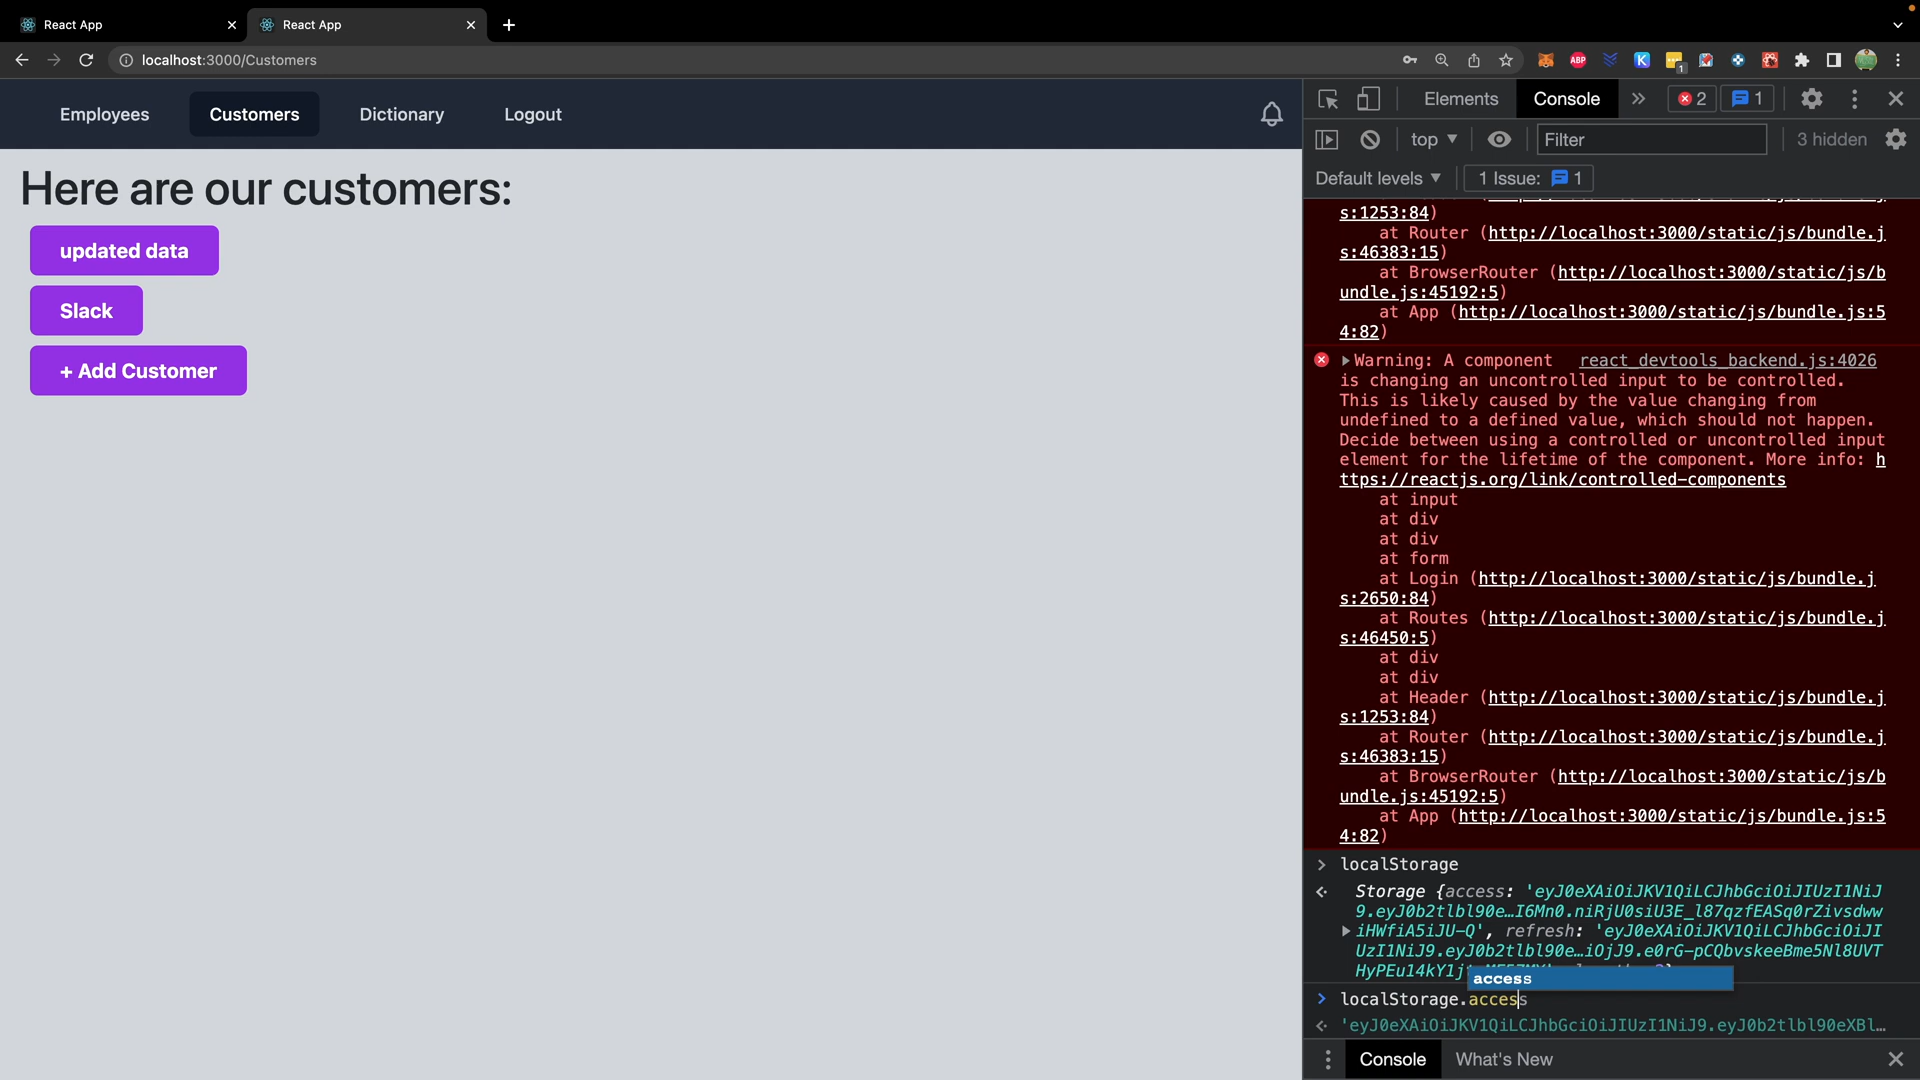 React App
React App
localhost:3000/Customers
ABP
K
1
Employees
Customers
Dictionary
Logout
Here are our customers:
updated data
Slack
+ Add Customer
Elements
Console
2
1
top
Filter
3 hidden
Default levels
1 Issue:
1
s:1253:84)
at Router (http://localhost:3000/static/js/bundle.j
s:46383:15)
at BrowserRouter (http://localhost:3000/static/js/b
undle.js:45192:5)
at App (http://localhost:3000/static/js/bundle.js:5
4:82)
Warning: A component react_devtools_backend.js:4026
is changing an uncontrolled input to be controlled.
This is likely caused by the value changing from
undefined to a defined value, which should not happen.
Decide between using a controlled or uncontrolled input
element for the lifetime of the component. More info: h
ttps://reactjs.org/link/controlled-components
at input
at div
at div
at form
at Login (http://localhost:3000/static/js/bundle.j
s:2650:84)
at Routes (http://localhost:3000/static/js/bundle.j
s:46450:5)
at div
at div
at Header (http://localhost:3000/static/js/bundle.j
s:1253:84)
at Router (http://localhost:3000/static/js/bundle.j
s:46383:15)
at BrowserRouter (http://localhost:3000/static/js/b
undle.js:45192:5)
at App (http://localhost:3000/static/js/bundle.js:5
4:82)
> localStorage
Storage {access: 'eyJ0eXAiOiJKV1QiLCJhbGciOiJIUzI1NiJ
9.eyJ0b2tlbl90e…I6Mn0.niRjU0siU3E_l87qzfEASq0rZivsdww
iHWfiA5iJU-Q', refresh: 'eyJ0eXAiOiJKV1QiLCJhbGciOiJI
UzI1NiJ9.eyJ0b2tlbl90e…iOjJ9.e0rG-pCQbvskeeBme5Nl8UVT
HyPEu14kY1j
access
> localStorage.access
'eyJ0eXAiOiJKV1QiLCJhbGciOiJIUzI1NiJ9.eyJ0b2tlbl90eXBl…
Console
What's New